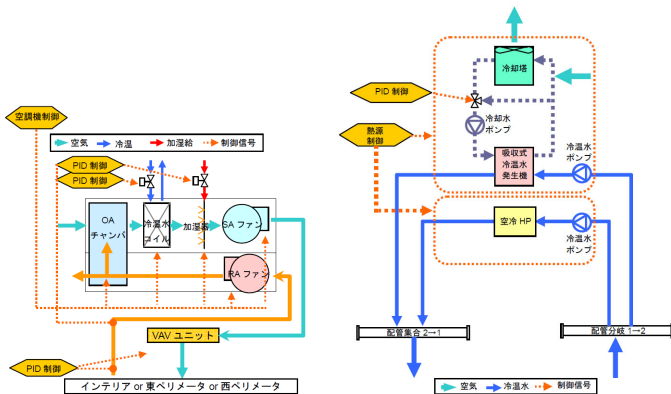 空調機制御
空気
冷温
加湿給
制御信号
PID 制御
PID 制御
OA
チャンバ
冷温水
コイル
加湿器
SAファン
RAファン
VAV ユニット
PID 制御
インテリア or 東ペリメータ or 西ペリメータ
冷却塔
PID 制御
冷却水
ポンプ
熱源
制御
吸収式
冷温水
発生機
冷温水
ポンプ
空冷 HP
冷温水
ポンプ
配管集合 2→1
配管分岐 1→2
空気
冷温水
制御信号